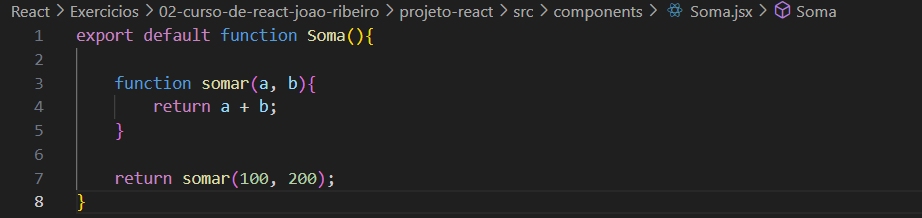 React > Exercicios > 02-curso-de-react-joao-ribeiro > projeto-react > src > components > Soma.jsx > Soma
1 export default function Soma(){
2
3     function somar(a, b){
4         return a + b;
5     }
6
7     return somar(100, 200);
8 }